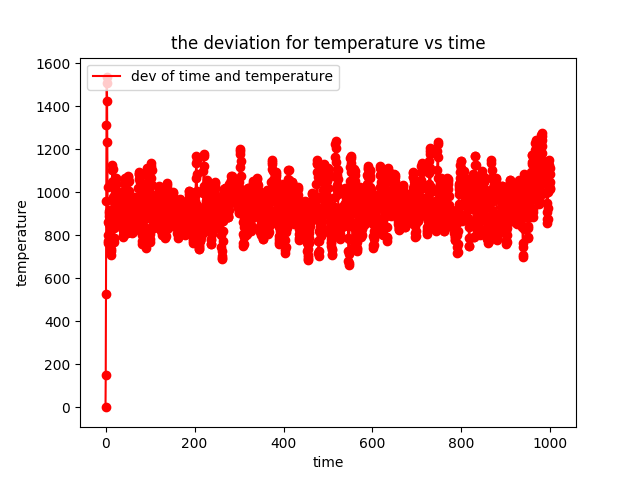 the deviation for temperature vs time
dev of time and temperature
1600
1400
1200
1000
800
600
400
200
0
temperature
0 200 400 600 800 1000
time